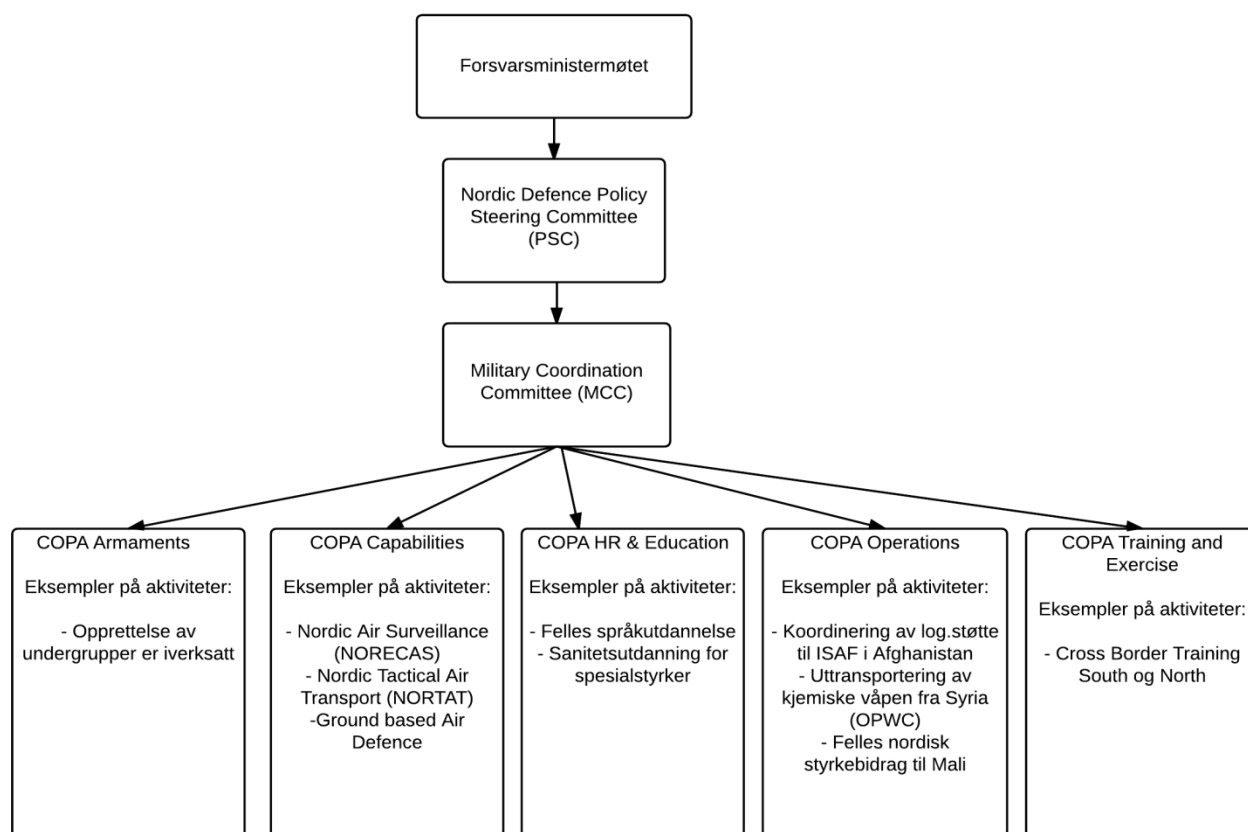 Forsvarsministermøtet
Nordic Defence Policy
Steering Committee
(PSC)
Military Coordination
Committee (MCC)
COPA Armaments
Eksempler på aktiviteter:
- Opprettelse av
undergrupper er iverksatt
COPA Capabilities
Eksempler på aktiviteter:
- Nordic Air Surveillance
(NORECAS)
- Nordic Tactical Air
Transport (NORTAT)
-Ground based Air
Defence
COPA HR & Education
Eksempler på aktiviteter:
- Felles språkutdannelse
- Sanitetsutdanning for
spesialstyrker
COPA Operations
Eksempler på aktiviteter:
- Koordinering av log.støtte
til ISAF i Afghanistan
- Uttransportering av
kjemiske våpen fra Syria
(OPWC)
- Felles nordisk
styrkebidrag til Mali
COPA Training and
Exercise
Eksempler på aktiviteter:
- Cross Border Training
South og North